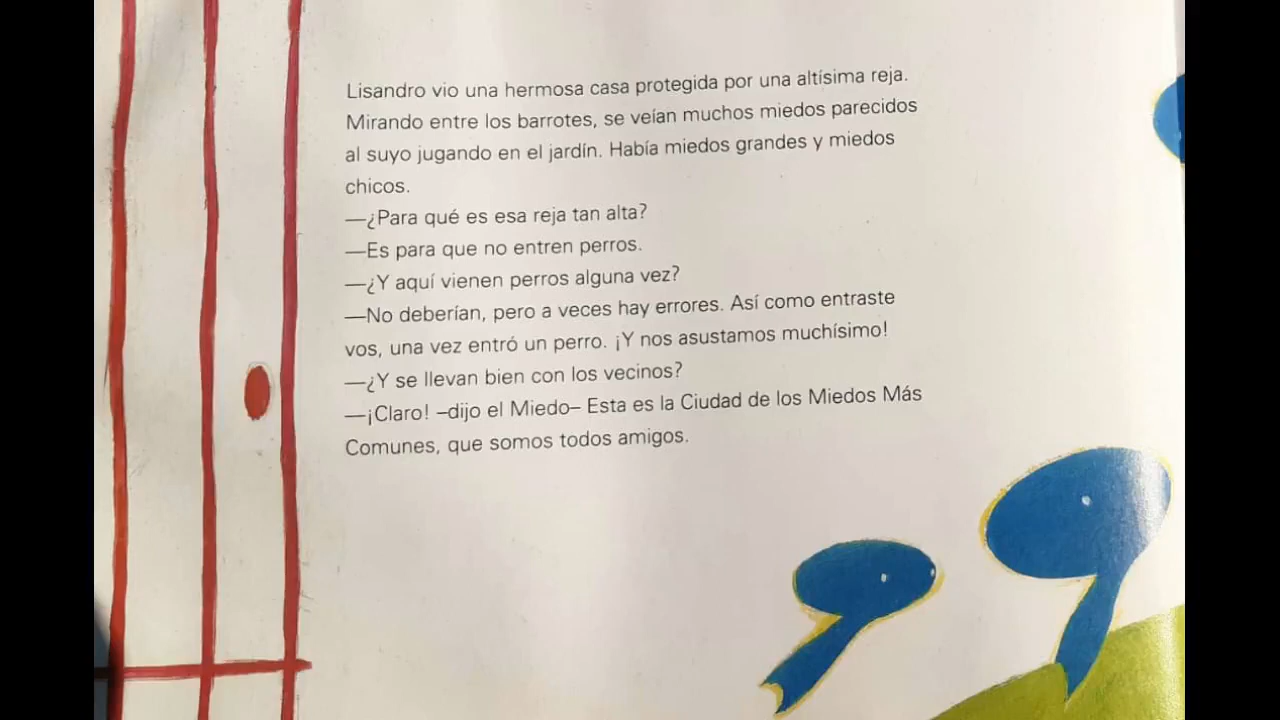 Lisandro vio una hermosa casa protegida por una altísima reja.
Mirando entre los barrotes, se veían muchos miedos parecidos
al suyo jugando en el jardín. Había miedos grandes y miedos
chicos.
—¿Para qué es esa reja tan alta?
—Es para que no entren perros.
—¿Y aquí vienen perros alguna vez?
—No deberían, pero a veces hay errores. Así como entraste
vos, una vez entró un perro. ¡Y nos asustamos muchísimo!
—¿Y se llevan bien con los vecinos?
—¡Claro! –dijo el Miedo– Esta es la Ciudad de los Miedos Más
Comunes, que somos todos amigos.